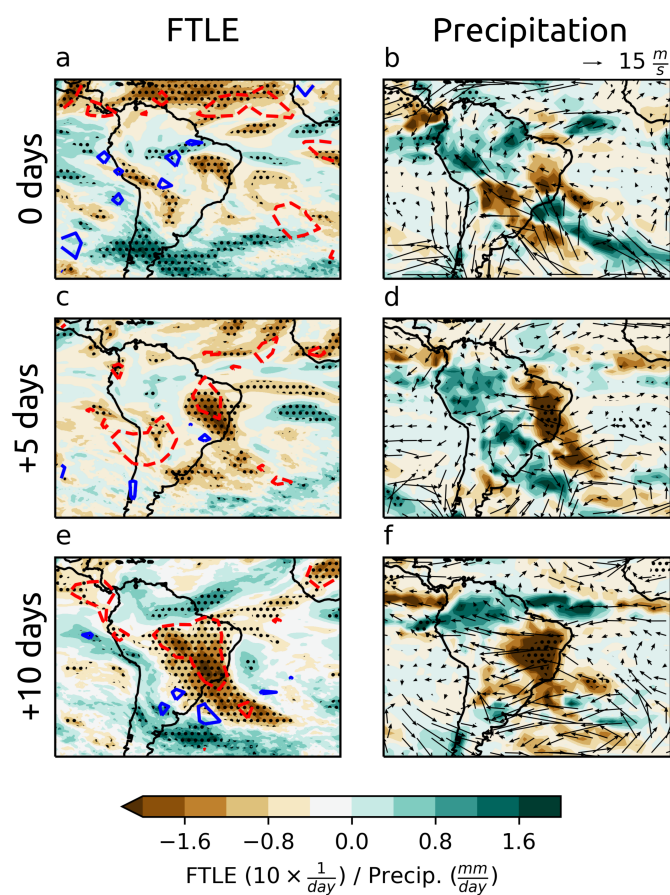 FTLE Precipitation
a b → 15 m/s
0 days
c d
+5 days
e f
+10 days
−1.6 −0.8 0.0 0.8 1.6
FTLE (10 × 1/day) / Precip. (mm/day)